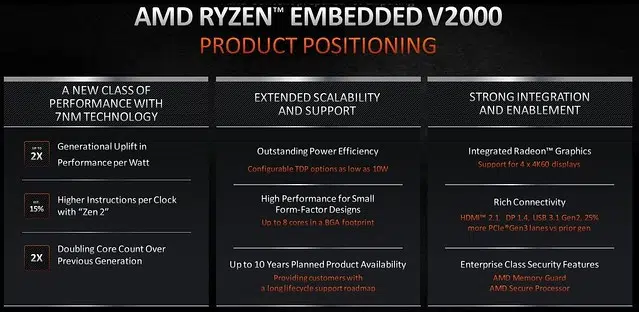 AMD RYZEN™ EMBEDDED V2000
PRODUCT POSITIONING
A NEW CLASS OF
PERFORMANCE WITH
7NM TECHNOLOGY
UP TO
2X
Generational Uplift in
Performance per Watt
15%
Higher Instructions per Clock
with “Zen 2”
2X
Doubling Core Count Over
Previous Generation
EXTENDED SCALABILITY
AND SUPPORT
Outstanding Power Efficiency
Configurable TDP options as low as 10W
High Performance for Small
Form-Factor Designs
Up to 8 cores in a BGA footprint
Up to 10 Years Planned Product Availability
Providing customers with
a long lifecycle support roadmap
STRONG INTEGRATION
AND ENABLEMENT
Integrated Radeon™ Graphics
Support for 4 x 4K60 displays
Rich Connectivity
HDMI™ 2.1, DP 1.4, USB 3.1 Gen2, 25%
more PCIe®Gen3 lanes vs prior gen
Enterprise Class Security Features
AMD Memory Guard
AMD Secure Processor